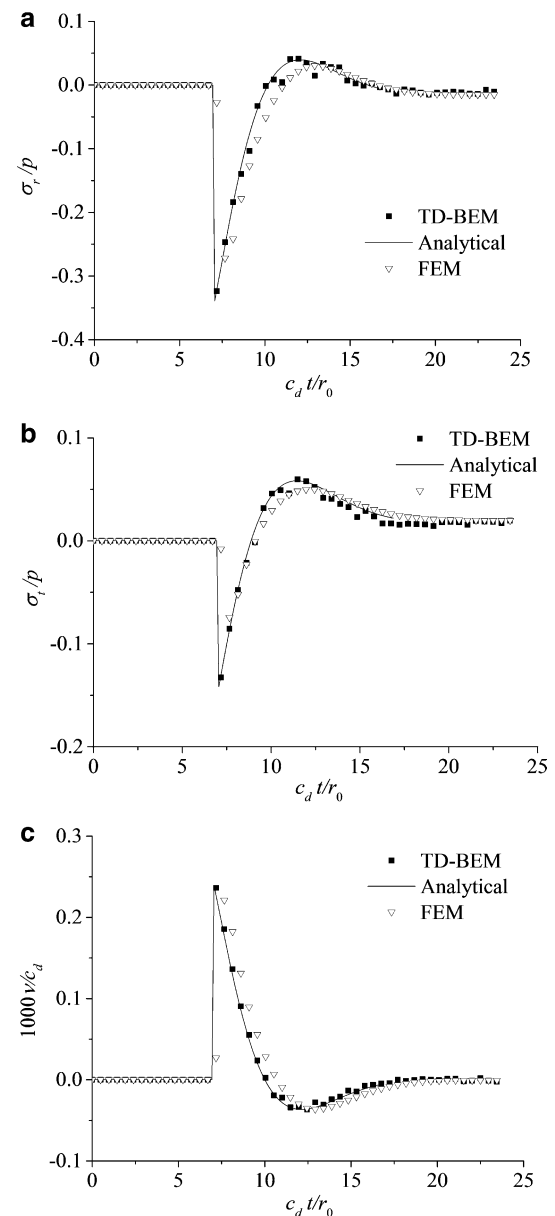 a
0.1
0.0
-0.1
-0.2
-0.3
-0.4
σr/p
TD-BEM
Analytical
FEM
0 5 10 15 20 25
cd t/r0
b
0.1
0.0
-0.1
-0.2
σt/p
TD-BEM
Analytical
FEM
0 5 10 15 20 25
cd t/r0
c
0.3
0.2
0.1
0.0
-0.1
1000v/cd
TD-BEM
Analytical
FEM
0 5 10 15 20 25
cd t/r0